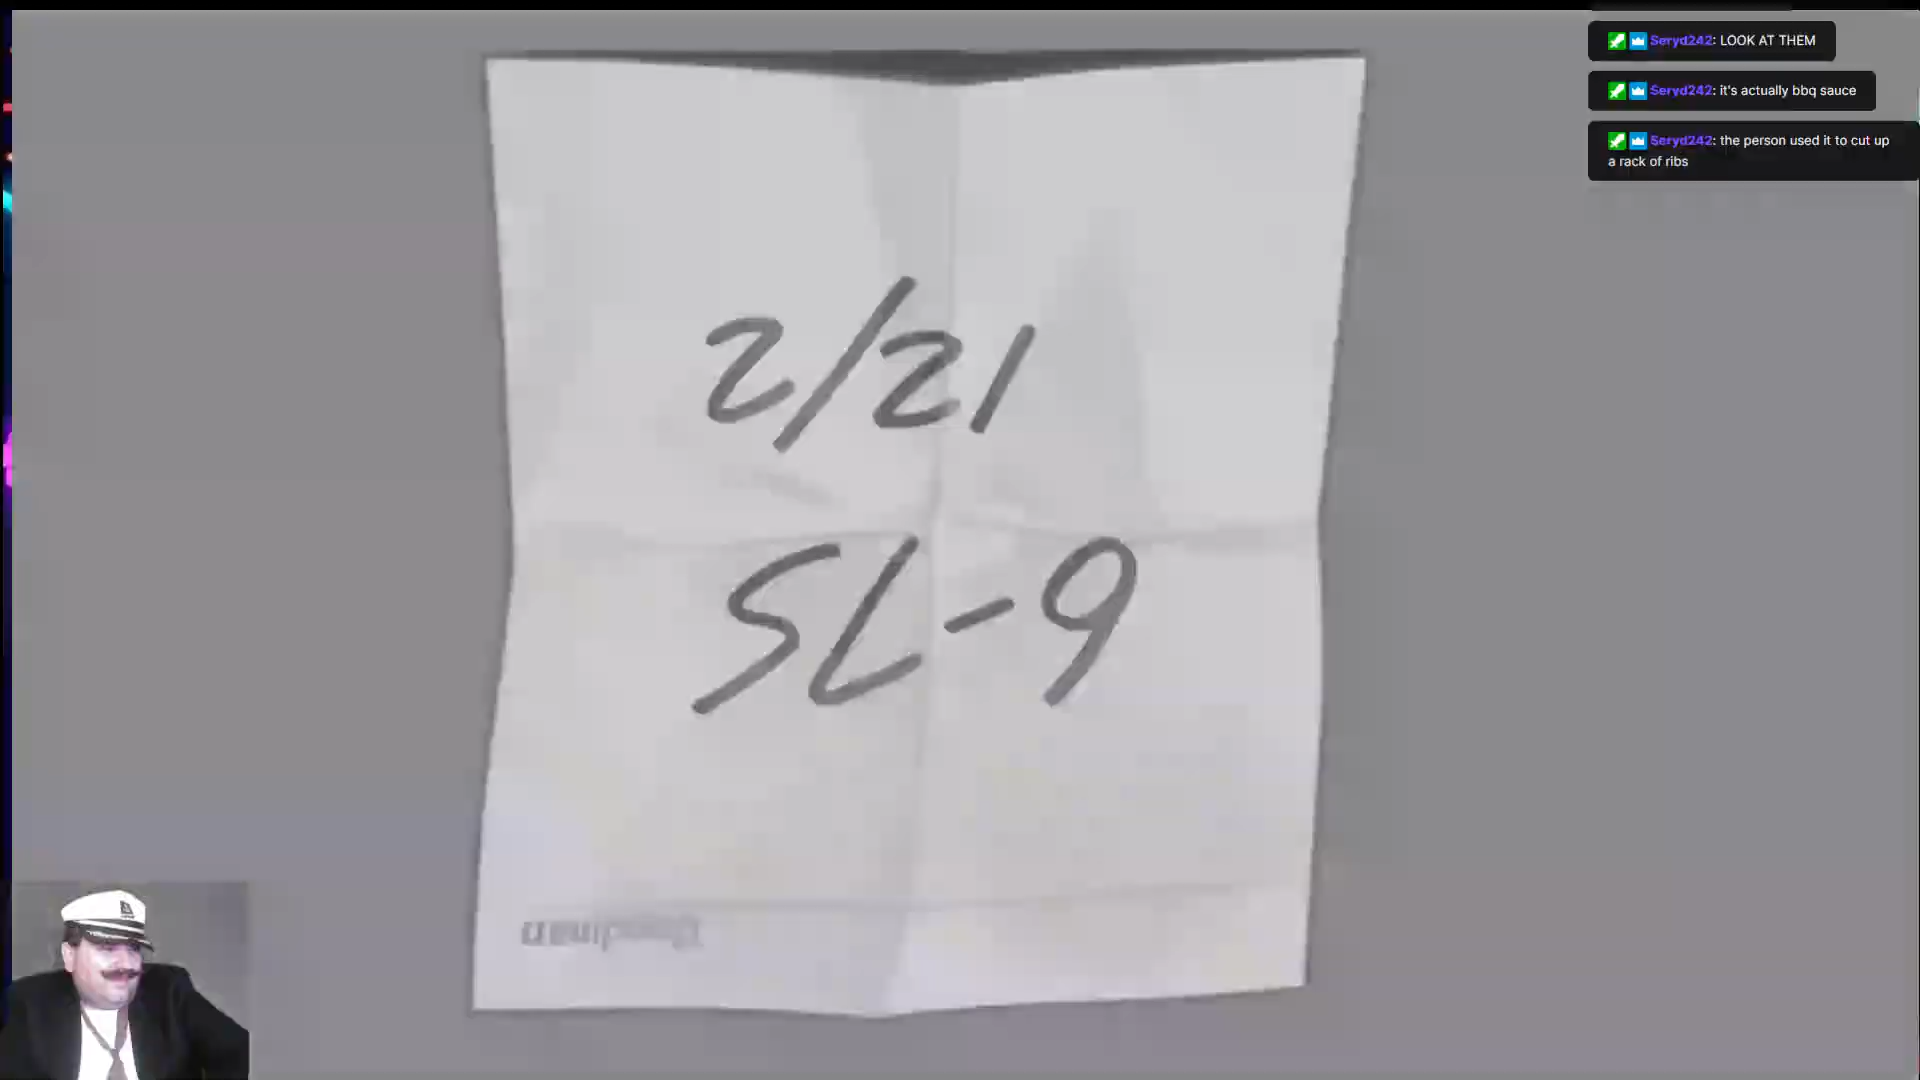 2/21
SL-9
Goodman
Seryd242: LOOK AT THEM
Seryd242: it's actually bbq sauce
Seryd242: the person used it to cut up
a rack of ribs